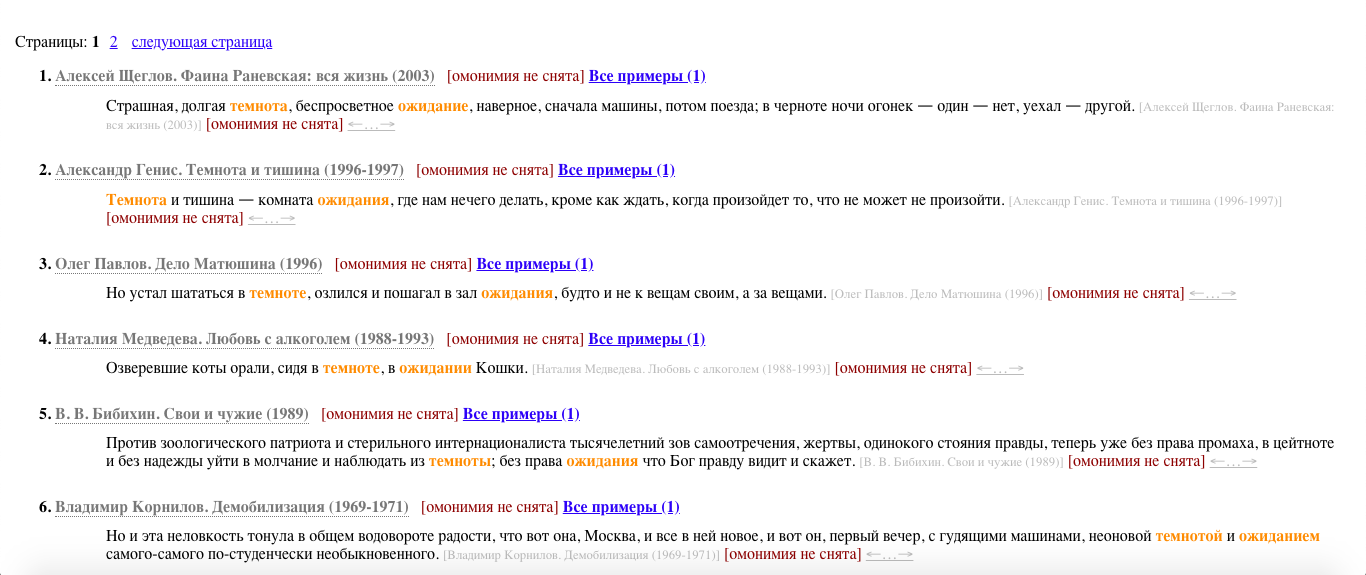 Страницы: 1 2 следующая страница
1. Алексей Щеглов. Фаина Раневская: вся жизнь (2003) [омонимия не снята] Все примеры (1)
Страшная, долгая темнота, беспросветное ожидание, наверное, сначала машины, потом поезда; в черноте ночи огонек — один — нет, уехал — другой. [Алексей Щеглов. Фаина Раневская:
вся жизнь (2003)] [омонимия не снята] ←…→
2. Александр Генис. Темнота и тишина (1996-1997) [омонимия не снята] Все примеры (1)
Темнота и тишина — комната ожидания, где нам нечего делать, кроме как ждать, когда произойдет то, что не может не произойти. [Александр Генис. Темнота и тишина (1996-1997)]
[омонимия не снята] ←…→
3. Олег Павлов. Дело Матюшина (1996) [омонимия не снята] Все примеры (1)
Но устал шататься в темноте, озлился и пошагал в зал ожидания, будто и не к вещам своим, а за вещами. [Олег Павлов. Дело Матюшина (1996)] [омонимия не снята] ←…→
4. Наталия Медведева. Любовь с алкоголем (1988-1993) [омонимия не снята] Все примеры (1)
Озверевшие коты орали, сидя в темноте, в ожидании Кошки. [Наталия Медведева. Любовь с алкоголем (1988-1993)] [омонимия не снята] ←…→
5. В. В. Бибихин. Свои и чужие (1989) [омонимия не снята] Все примеры (1)
Против зоологического патриота и стерильного интернационалиста тысячелетний зов самоотречения, жертвы, одинокого стояния правды, теперь уже без права промаха, в цейтноте
и без надежды уйти в молчание и наблюдать из темноты; без права ожидания что Бог правду видит и скажет. [В. В. Бибихин. Свои и чужие (1989)] [омонимия не снята] ←…→
6. Владимир Корнилов. Демобилизация (1969-1971) [омонимия не снята] Все примеры (1)
Но и эта неловкость тонула в общем водовороте радости, что вот она, Москва, и все в ней новое, и вот он, первый вечер, с гудящими машинами, неоновой темнотой и ожиданием
самого-самого по-студенчески необыкновенного. [Владимир Корнилов. Демобилизация (1969-1971)] [омонимия не снята] ←…→